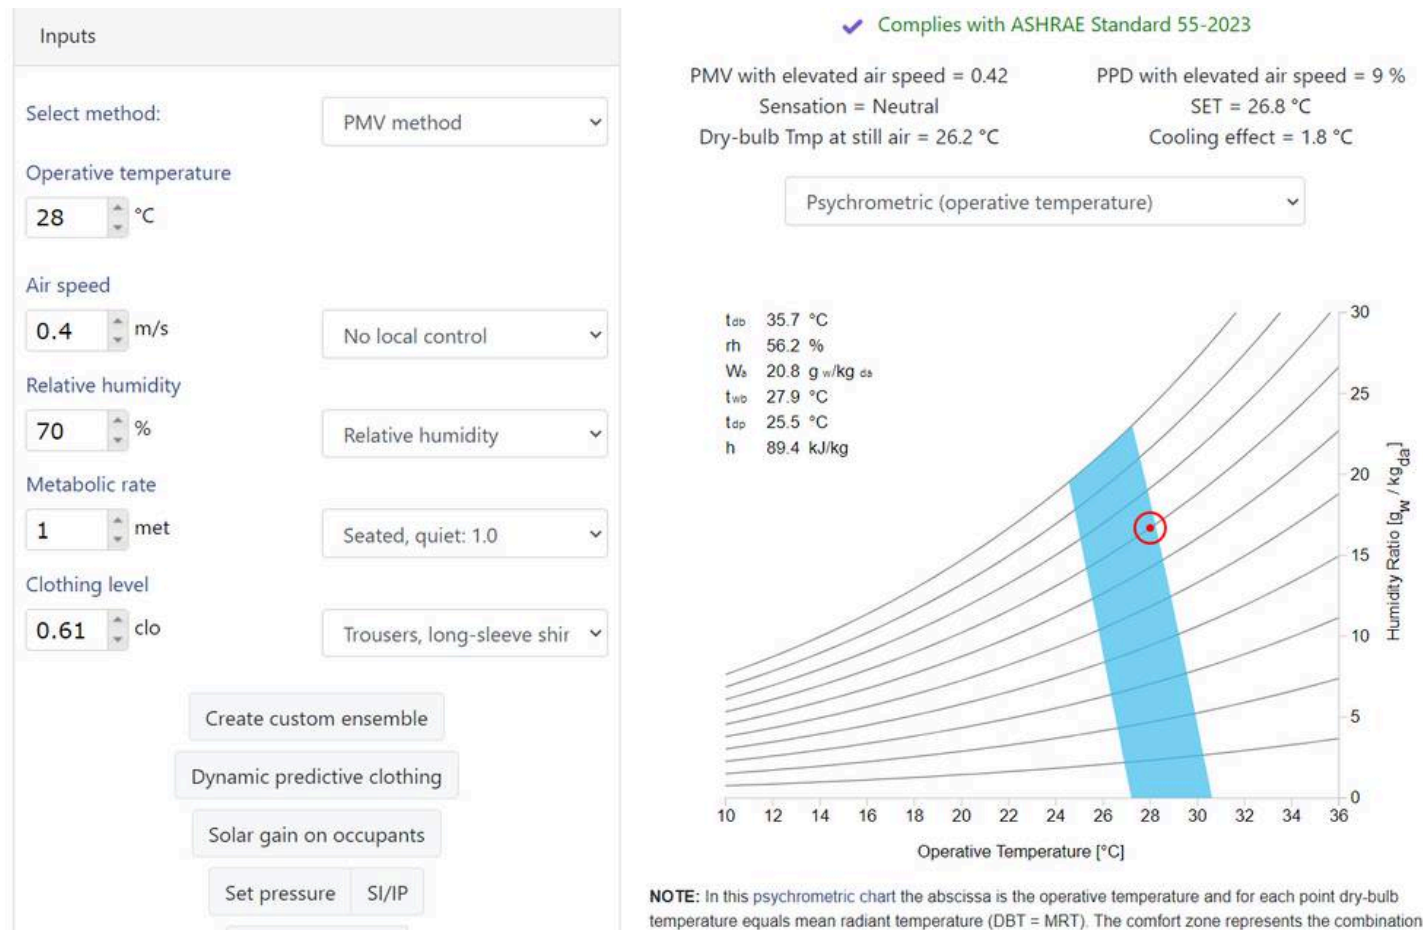 Inputs
Select method:
PMV method
Operative temperature
28 °C
Air speed
0.4 m/s
No local control
Relative humidity
70 %
Relative humidity
Metabolic rate
1 met
Seated, quiet: 1.0
Clothing level
0.61 clo
Trousers, long-sleeve shir
Create custom ensemble
Dynamic predictive clothing
Solar gain on occupants
Set pressure SI/IP
Complies with ASHRAE Standard 55-2023
PMV with elevated air speed = 0.42 PPD with elevated air speed = 9 %
Sensation = Neutral SET = 26.8 °C
Dry-bulb Tmp at still air = 26.2 °C Cooling effect = 1.8 °C
Psychrometric (operative temperature)
tdb 35.7 °C
rh 56.2 %
Wa 20.8 g w/kg da
twb 27.9 °C
tdp 25.5 °C
h 89.4 kJ/kg
30
25
20
15
10
5
0
Humidity Ratio [gw / kgda]
10 12 14 16 18 20 22 24 26 28 30 32 34 36
Operative Temperature [°C]
NOTE: In this psychrometric chart the abscissa is the operative temperature and for each point dry-bulb
temperature equals mean radiant temperature (DBT = MRT). The comfort zone represents the combination